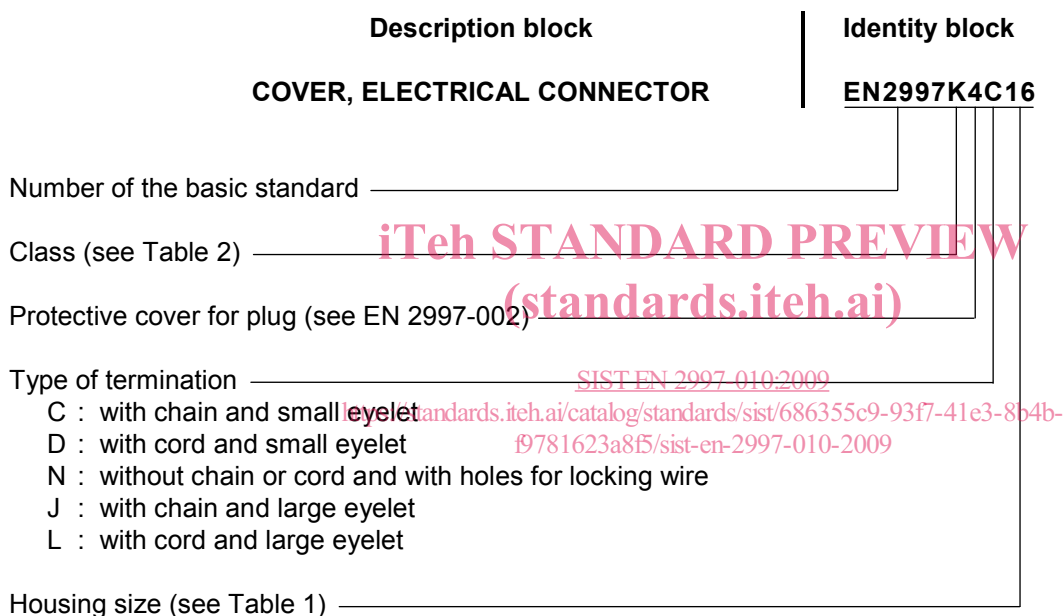 Description block Identity block
COVER, ELECTRICAL CONNECTOR EN2997K4C16
Number of the basic standard
iTeh STANDARD PREVIEW
Class (see Table 2)
(standards.iteh.ai)
Protective cover for plug (see EN 2997-002)
Type of termination
SIST EN 2997-010:2009
C : with chain and small eyelet
https://standards.iteh.ai/catalog/standards/sist/686355c9-93f7-41e3-8b4b-
D : with cord and small eyelet
f9781623a8f5/sist-en-2997-010-2009
N : without chain or cord and with holes for locking wire
J : with chain and large eyelet
L : with cord and large eyelet
Housing size (see Table 1)